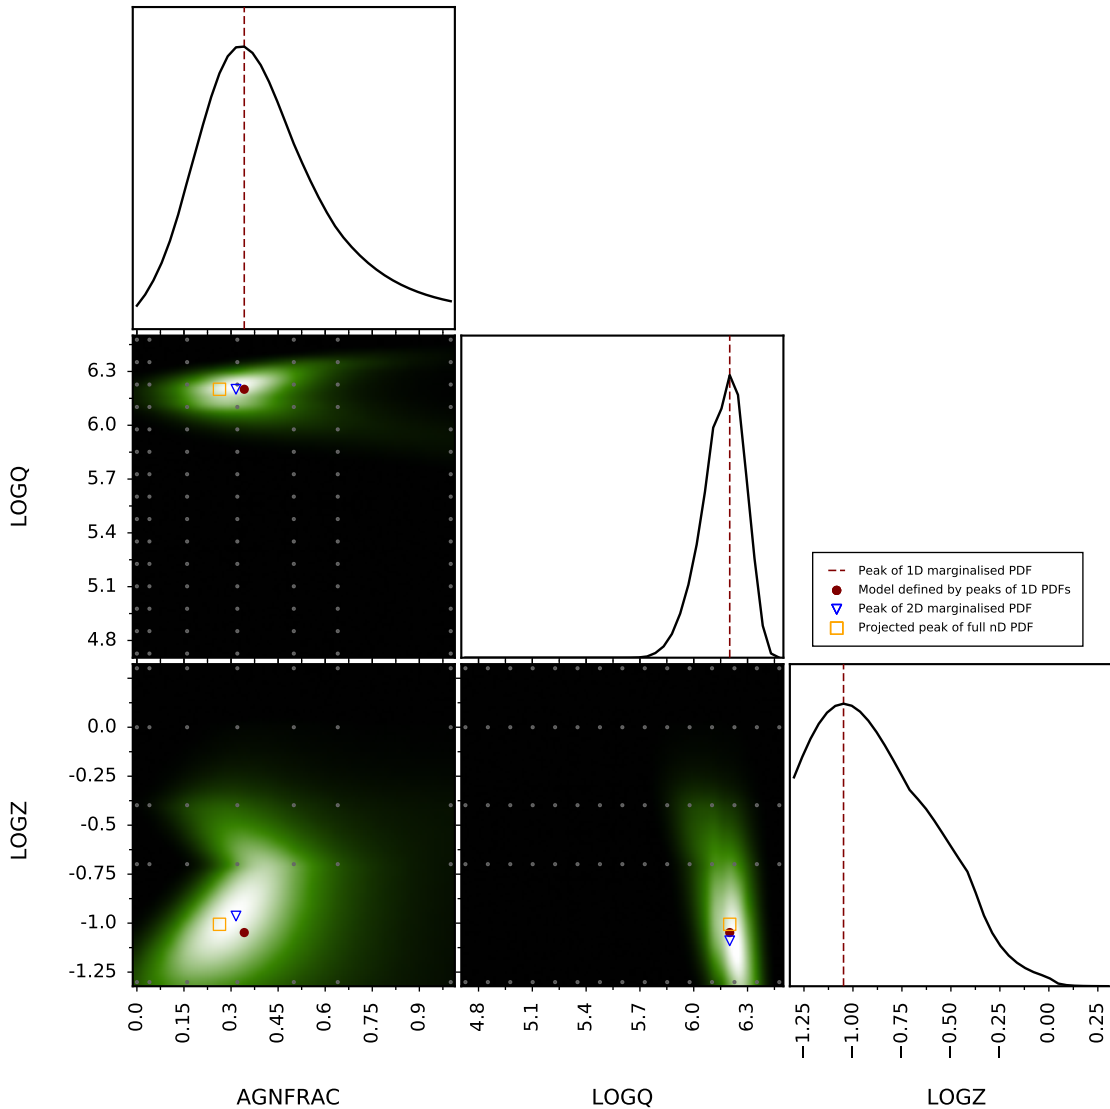 6.3
6.0
5.7
5.4
5.1
4.8
LOGQ
Peak of 1D marginalised PDF
Model defined by peaks of 1D PDFs
Peak of 2D marginalised PDF
Projected peak of full nD PDF
0.0
-0.25
-0.5
-0.75
-1.0
-1.25
LOGZ
0.0 0.15 0.3 0.45 0.6 0.75 0.9
4.8 5.1 5.4 5.7 6.0 6.3
−1.25 −1.00 −0.75 −0.50 −0.25 0.00 0.25
AGNFRAC LOGQ LOGZ